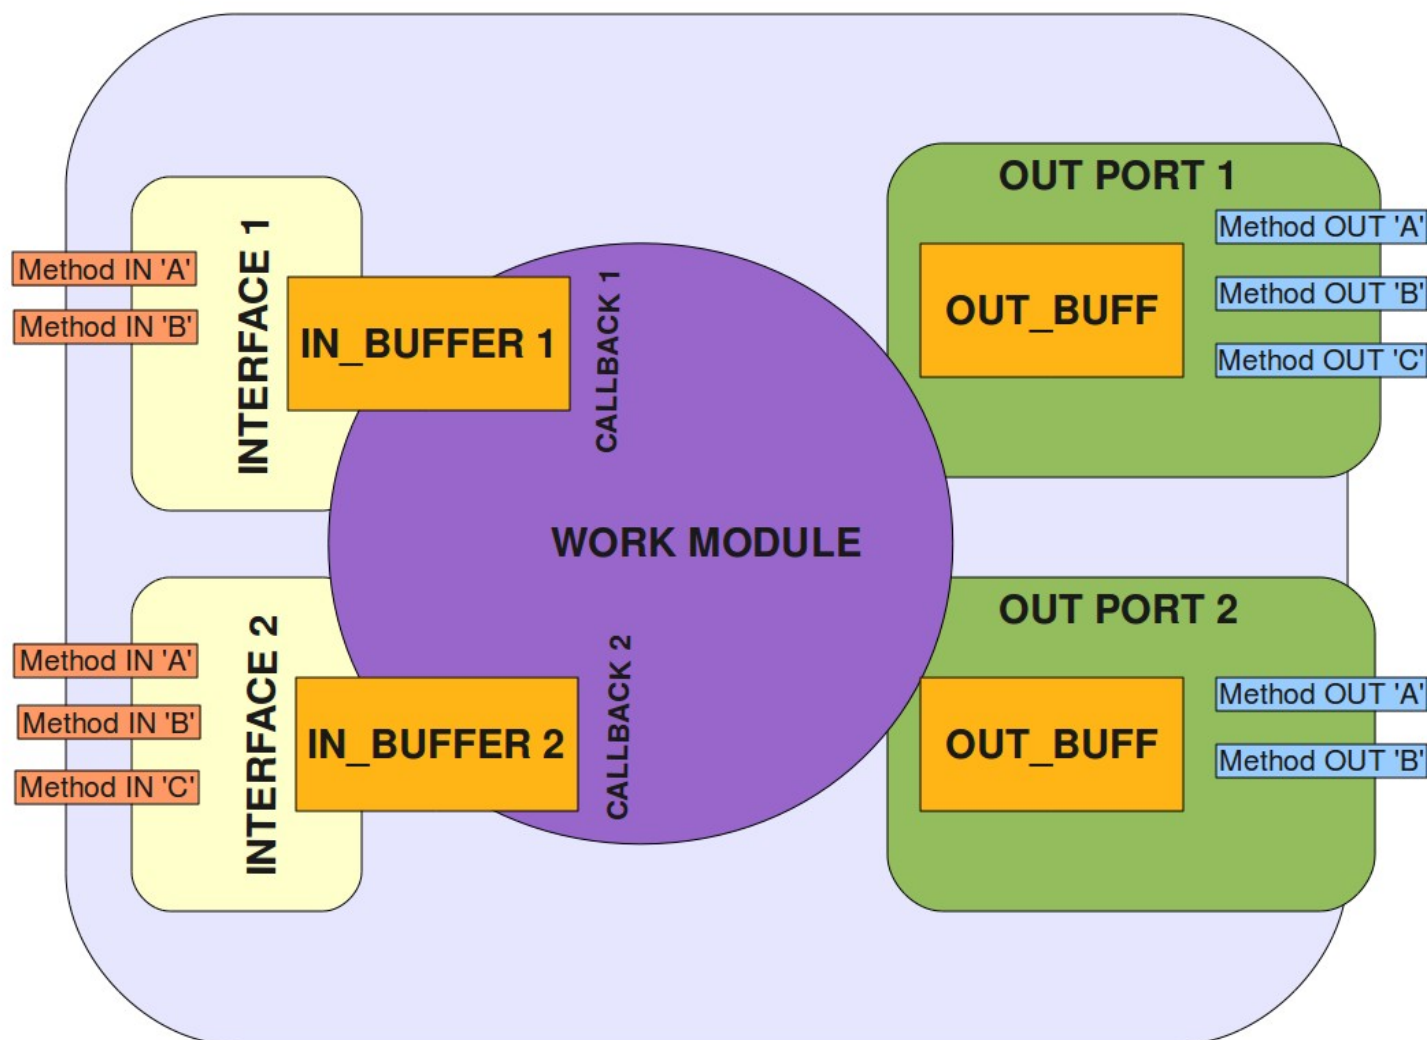 OUT PORT 1
Method OUT 'A'
Method IN 'A'
Method IN 'B'
INTERFACE 1
IN_BUFFER 1
CALLBACK 1
OUT_BUFF
Method OUT 'B'
Method OUT 'C'
WORK MODULE
OUT PORT 2
Method IN 'A'
Method IN 'B'
Method IN 'C'
INTERFACE 2
IN_BUFFER 2
CALLBACK 2
OUT_BUFF
Method OUT 'A'
Method OUT 'B'